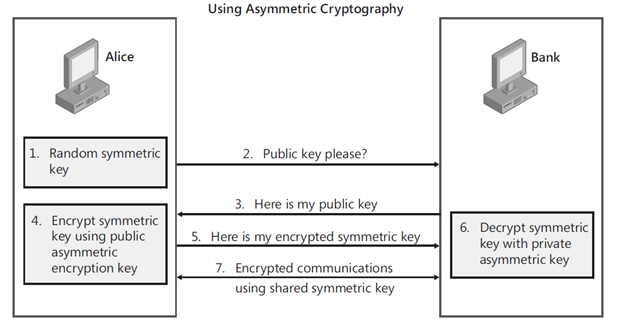 Using Asymmetric Cryptography
Alice
Bank
1. Random symmetric
key
2. Public key please?
3. Here is my public key
4. Encrypt symmetric
key using public
asymmetric
encryption key
5. Here is my encrypted symmetric key
6. Decrypt symmetric
key with private
asymmetric key
7. Encrypted communications
using shared symmetric key